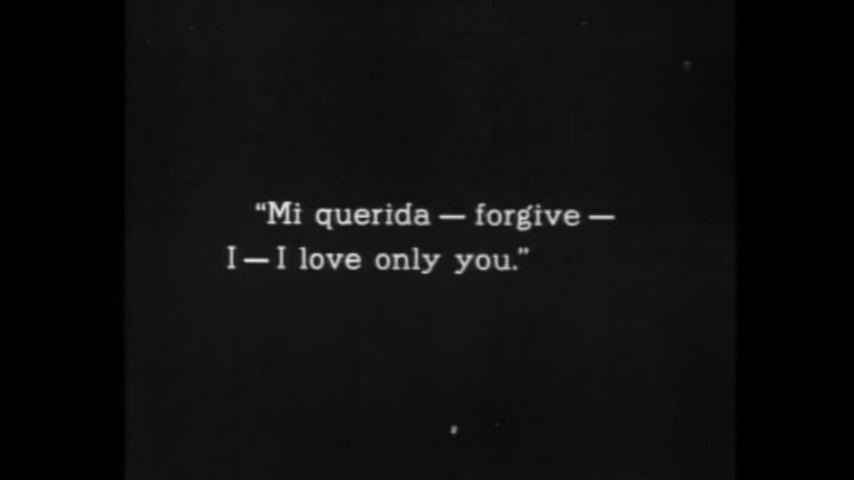 “Mi querida — forgive —
I — I love only you.”